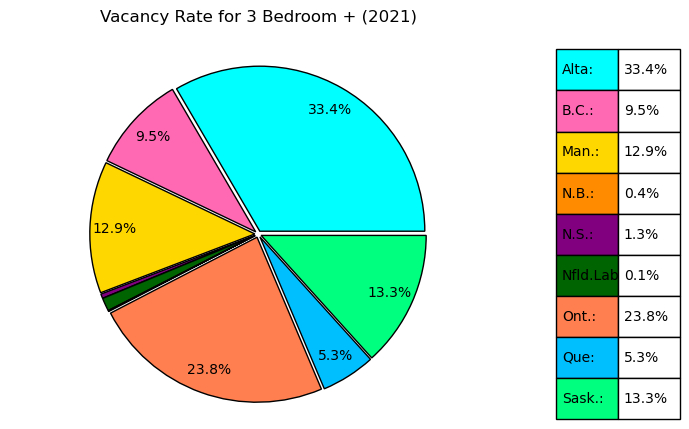 Vacancy Rate for 3 Bedroom + (2021)
33.4%
9.5%
12.9%
23.8%
5.3%
13.3%
Alta: 33.4%
B.C.: 9.5%
Man.: 12.9%
N.B.: 0.4%
N.S.: 1.3%
Nfld.Lab 0.1%
Ont.: 23.8%
Que: 5.3%
Sask.: 13.3%